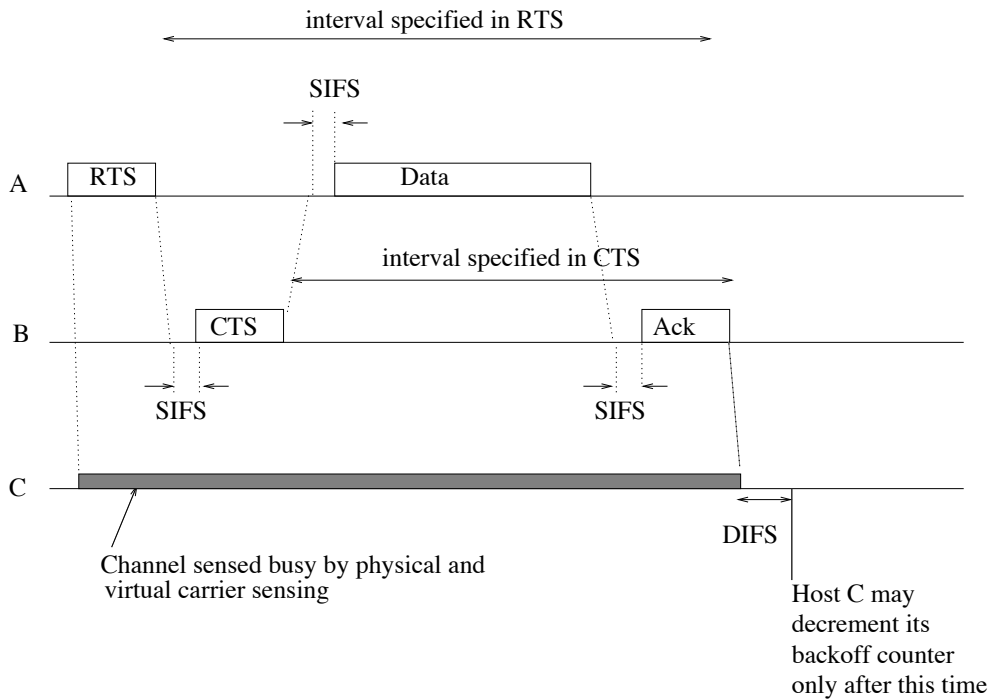 interval specified in RTS
SIFS
A
RTS
Data
interval specified in CTS
B
CTS
Ack
SIFS
SIFS
C
DIFS
Channel sensed busy by physical and
virtual carrier sensing
Host C may
decrement its
backoff counter
only after this time